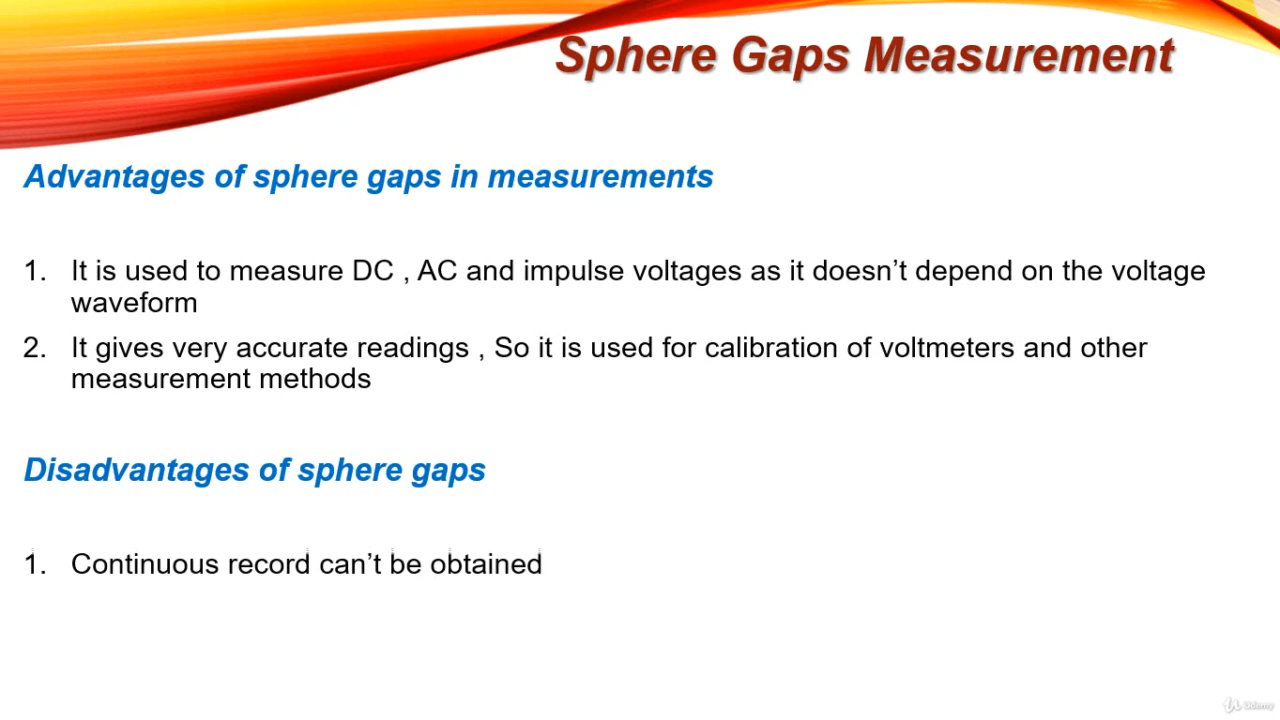 Sphere Gaps Measurement
Advantages of sphere gaps in measurements
1. It is used to measure DC , AC and impulse voltages as it doesn’t depend on the voltage
waveform
2. It gives very accurate readings , So it is used for calibration of voltmeters and other
measurement methods
Disadvantages of sphere gaps
1. Continuous record can’t be obtained
Udemy